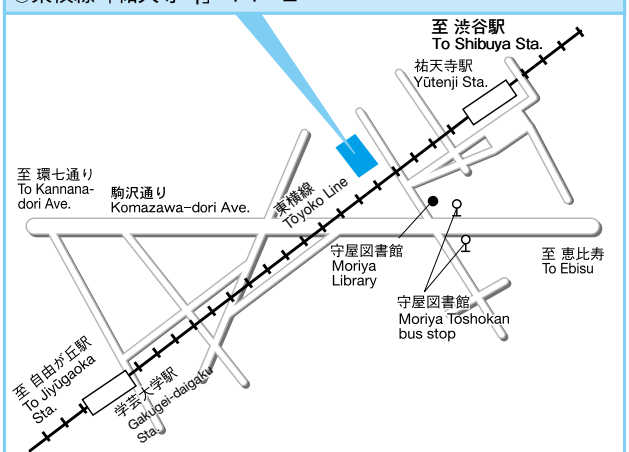 至 渋谷駅
To Shibuya Sta.
祐天寺駅
Yūtenji Sta.
至 環七通り
To Kannana-
dori Ave.
駒沢通り
Komazawa-dori Ave.
東横線
Tōyoko Line
守屋図書館
Moriya
Library
至 恵比寿
To Ebisu
守屋図書館
Moriya Toshokan
bus stop
至 自由が丘駅
To Jiyūgaoka
Sta.
学芸大学駅
Gakugei-daigaku
Sta.